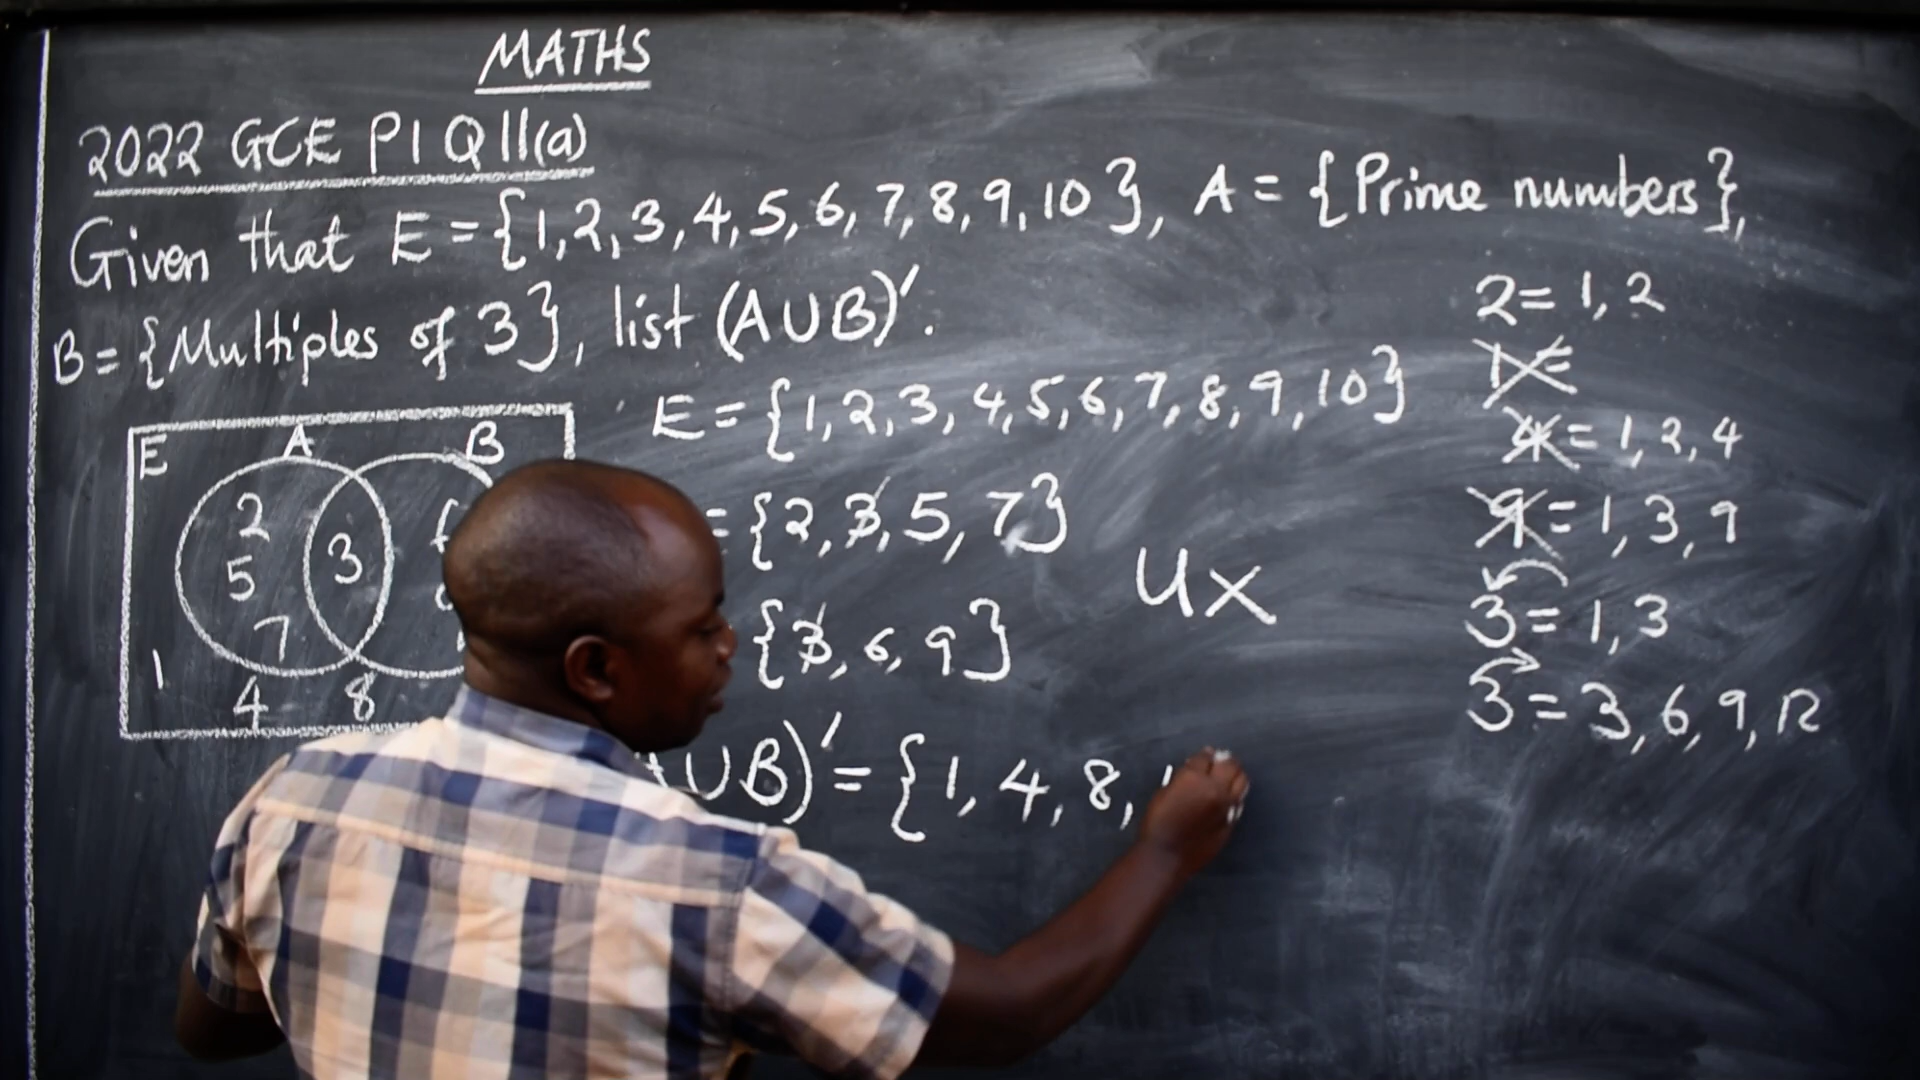 MATHS
2022 GCE P1 Q11(a)
Given that E = {1, 2, 3, 4, 5, 6, 7, 8, 9, 10}, A = {Prime numbers},
B = {Multiples of 3}, list (A∪B)'.
E A B
2
5 3
7
1 4 8
E = {1, 2, 3, 4, 5, 6, 7, 8, 9, 10}
= {2, 3, 5, 7}
{3, 6, 9}
∪B)' = {1, 4, 8,
U X
2 = 1, 2
1 =
4 = 1, 2, 4
9 = 1, 3, 9
3 = 1, 3
3 = 3, 6, 9, 12